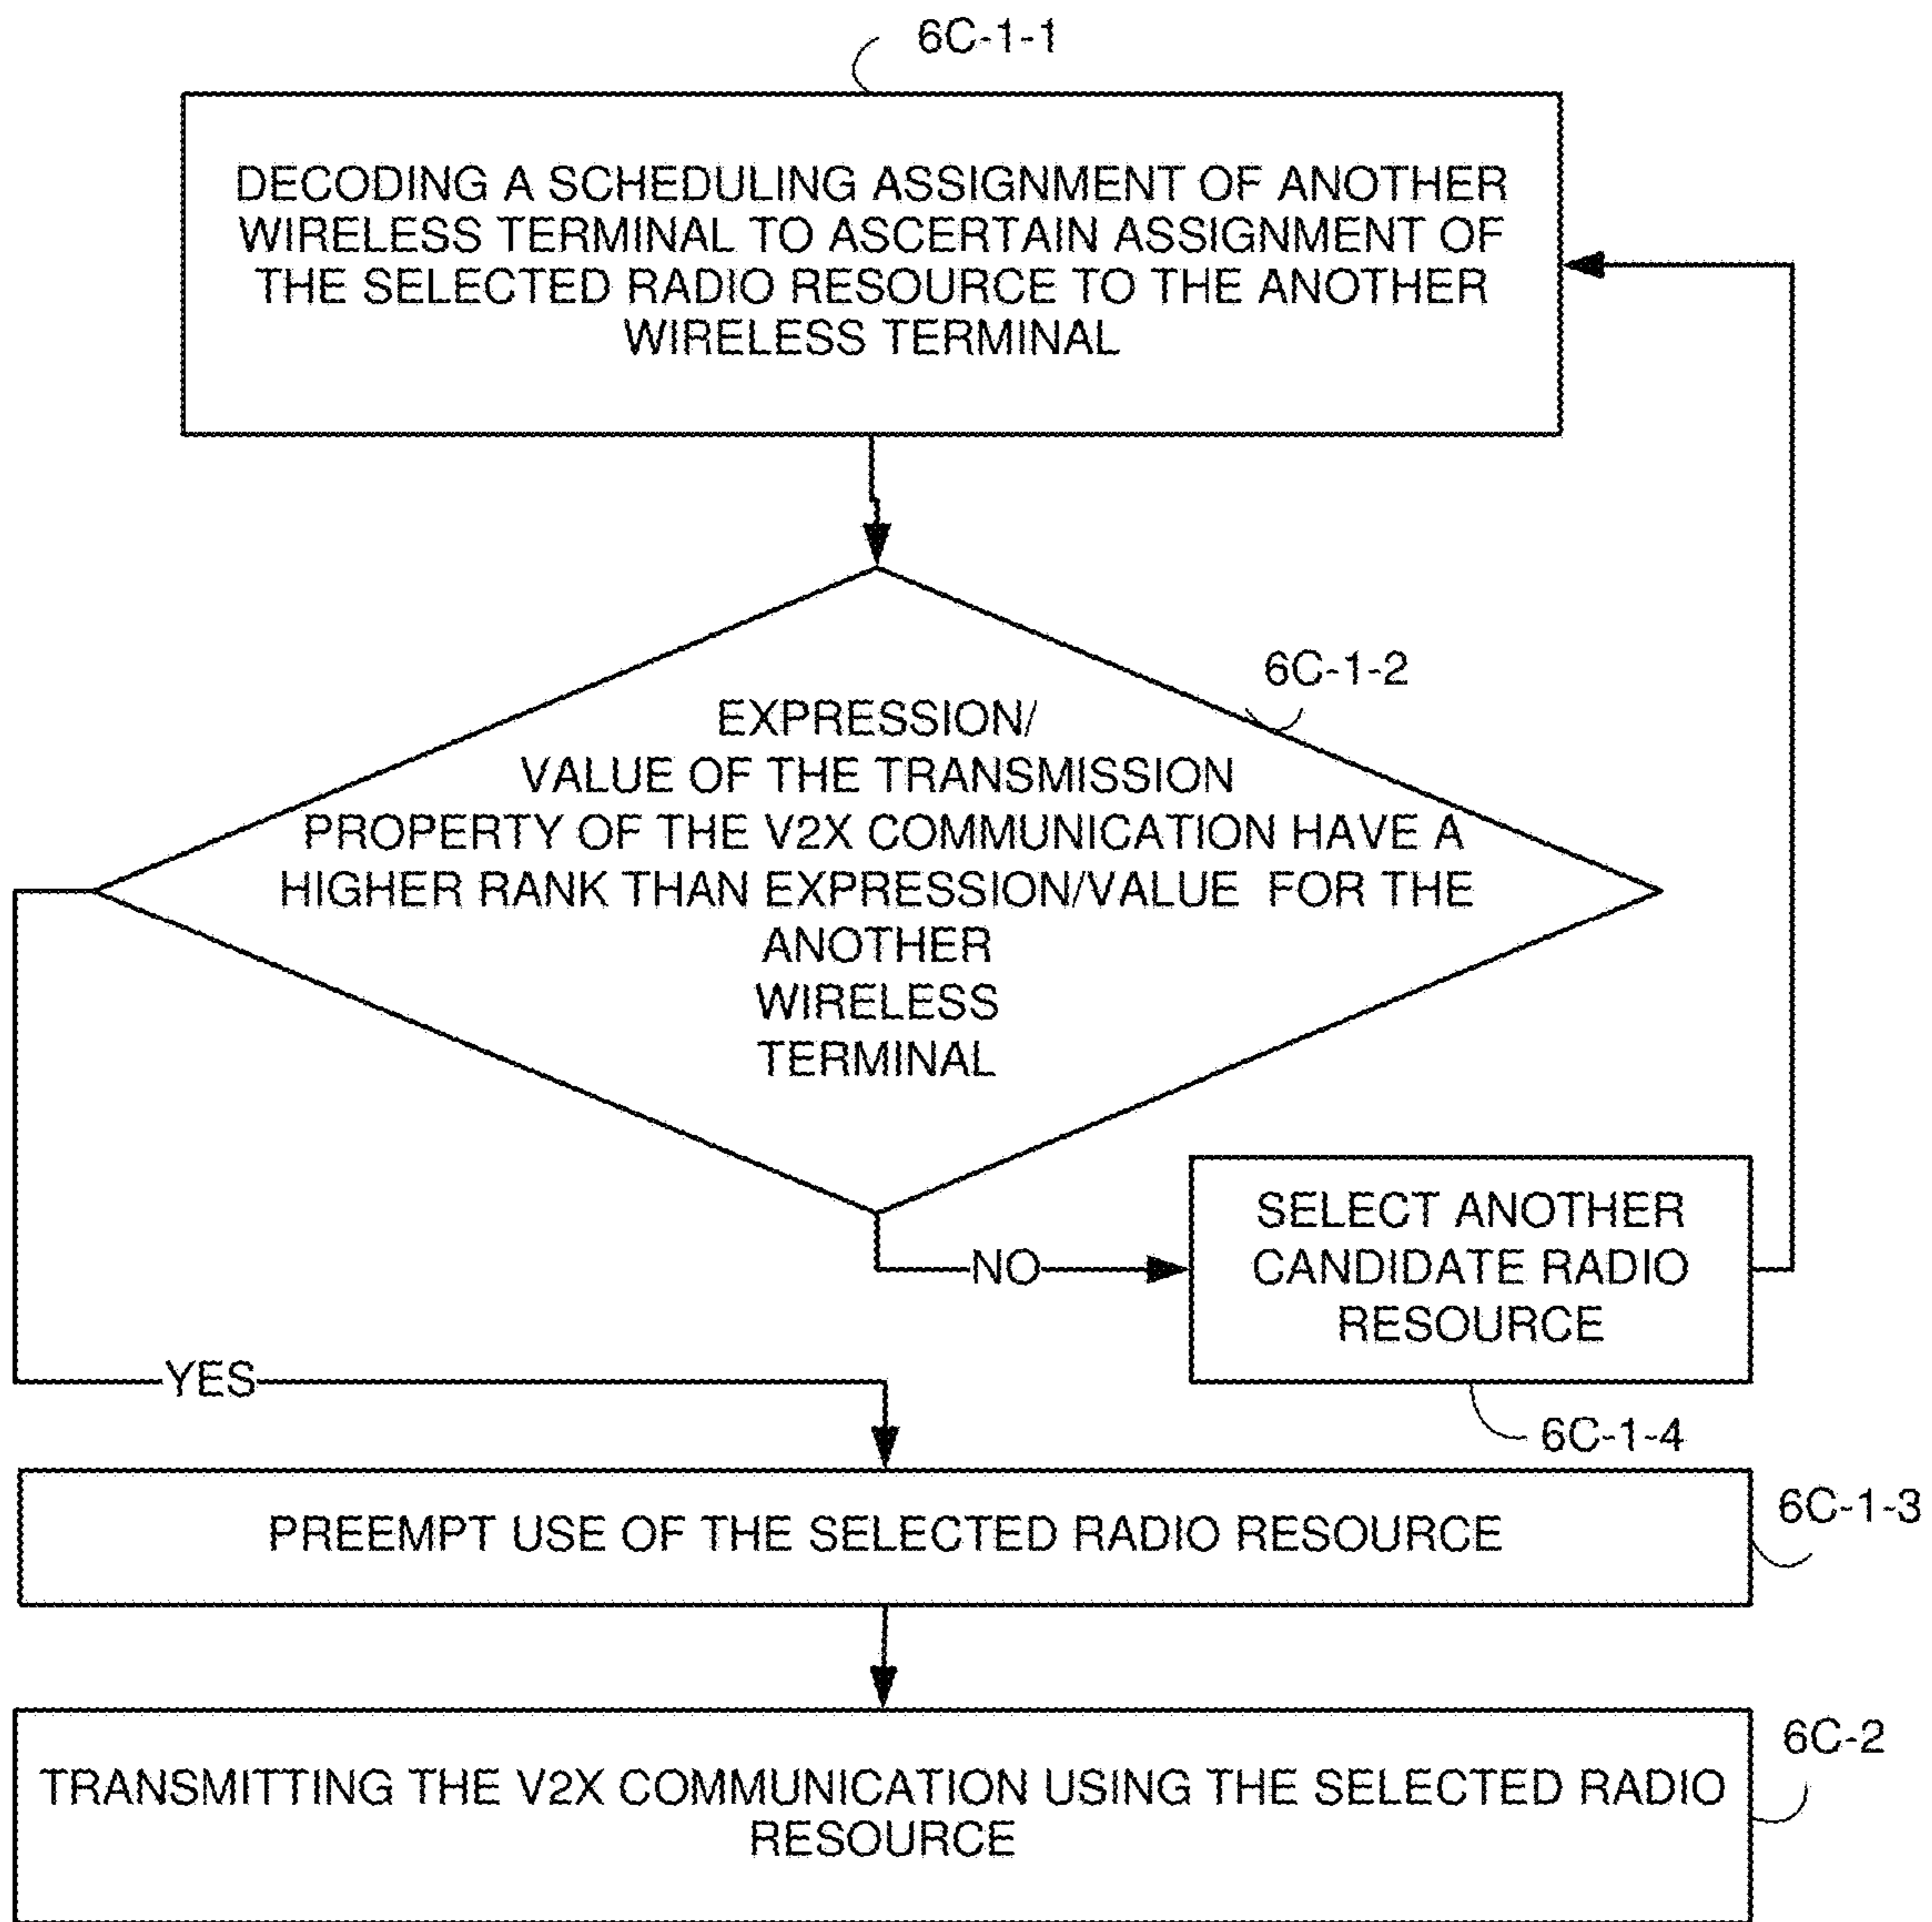 6C-1-1
DECODING A SCHEDULING ASSIGNMENT OF ANOTHER
WIRELESS TERMINAL TO ASCERTAIN ASSIGNMENT OF
THE SELECTED RADIO RESOURCE TO THE ANOTHER
WIRELESS TERMINAL
6C-1-2
EXPRESSION/
VALUE OF THE TRANSMISSION
PROPERTY OF THE V2X COMMUNICATION HAVE A
HIGHER RANK THAN EXPRESSION/VALUE FOR THE
ANOTHER
WIRELESS
TERMINAL
NO
SELECT ANOTHER
CANDIDATE RADIO
RESOURCE
6C-1-4
YES
PREEMPT USE OF THE SELECTED RADIO RESOURCE
6C-1-3
TRANSMITTING THE V2X COMMUNICATION USING THE SELECTED RADIO
RESOURCE
6C-2